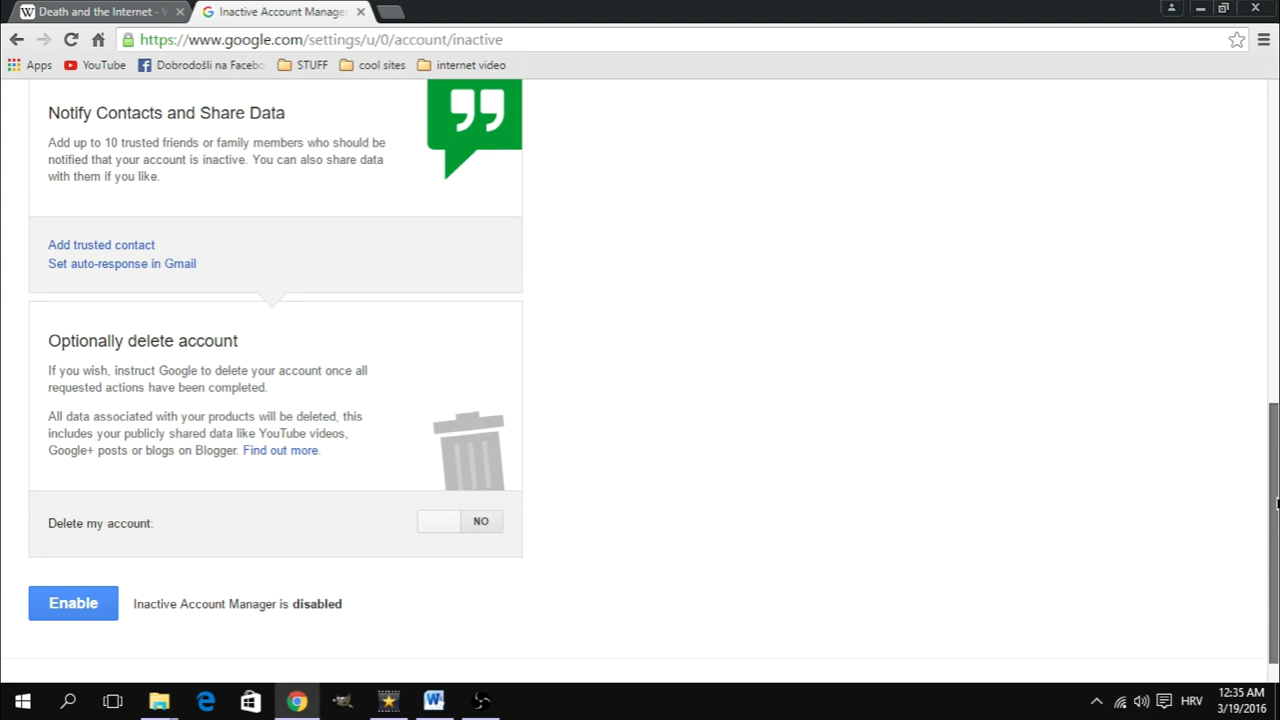 Death and the Internet - W
Inactive Account Manage
https://www.google.com/settings/u/0/account/inactive
Apps YouTube Dobrodošli na Facebo STUFF cool sites internet video
Notify Contacts and Share Data
Add up to 10 trusted friends or family members who should be
notified that your account is inactive. You can also share data
with them if you like.
Add trusted contact
Set auto-response in Gmail
Optionally delete account
If you wish, instruct Google to delete your account once all
requested actions have been completed.
All data associated with your products will be deleted, this
includes your publicly shared data like YouTube videos,
Google+ posts or blogs on Blogger. Find out more.
Delete my account: NO
Enable Inactive Account Manager is disabled
HRV
12:35 AM
3/19/2016